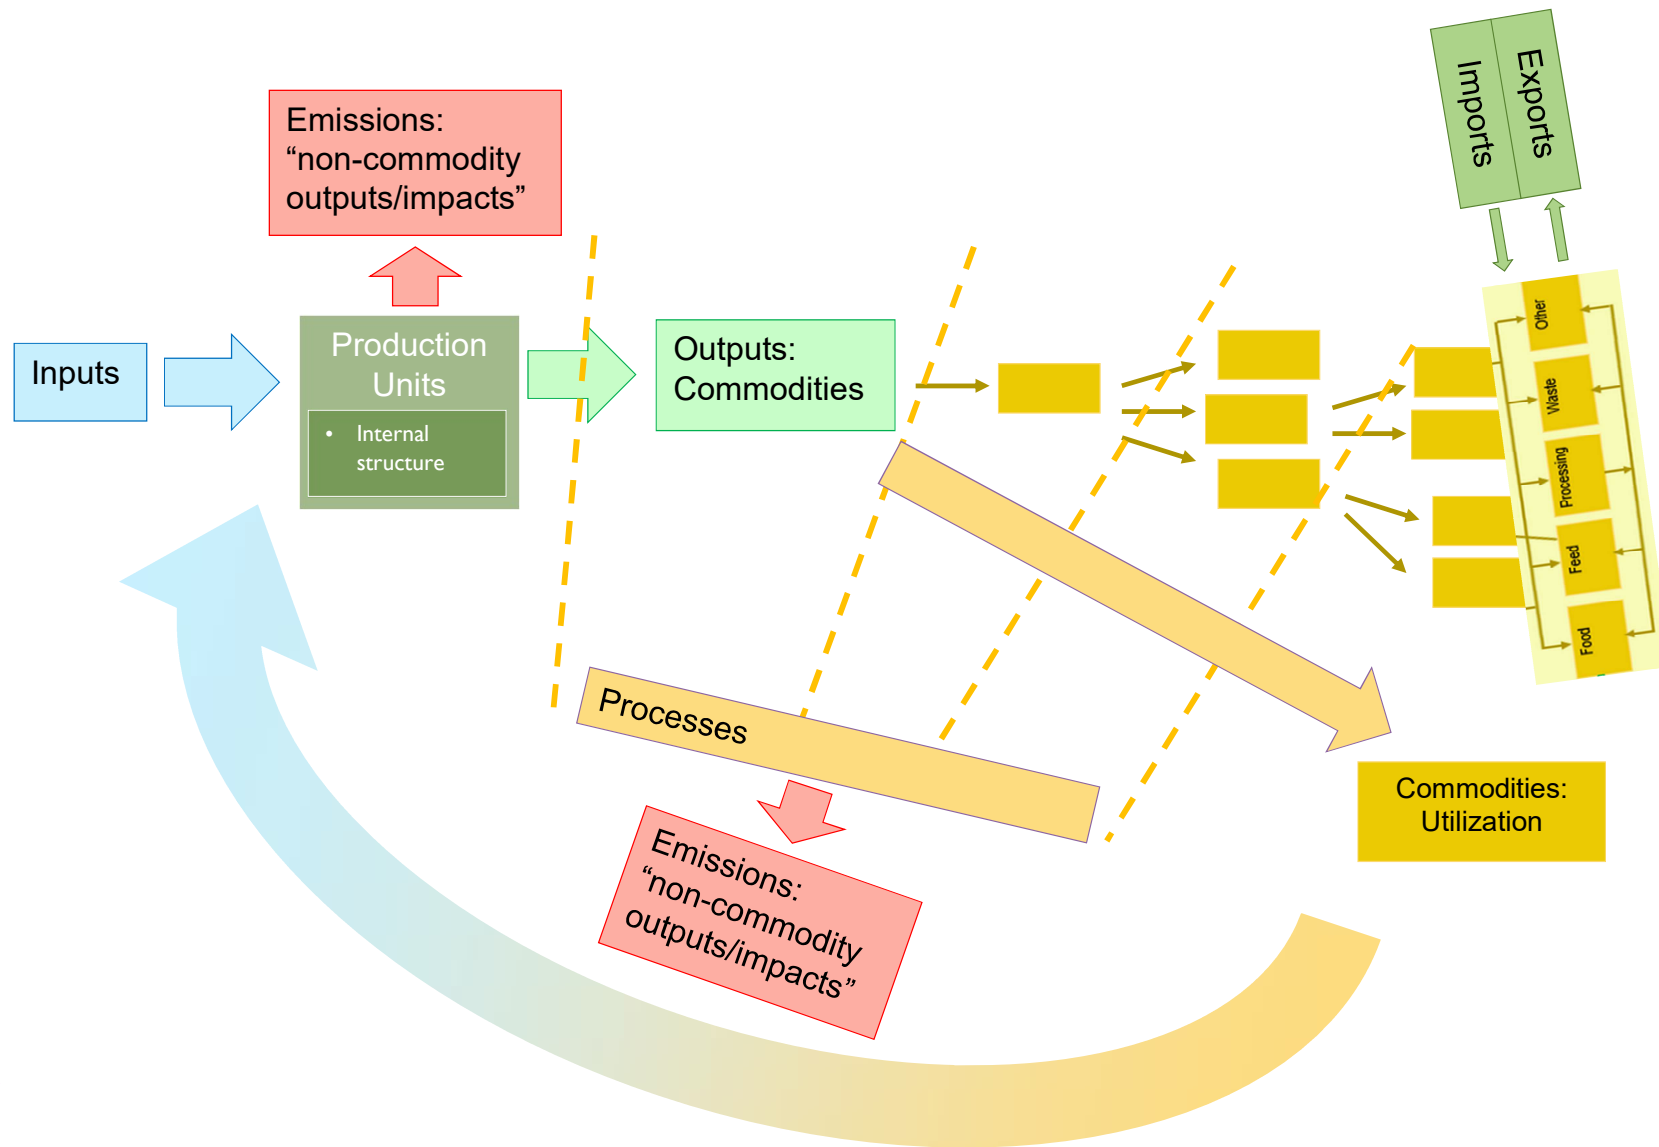 Emissions:
“non-commodity
outputs/impacts”
Imports
Exports
Inputs
Production
Units
• Internal
structure
Outputs:
Commodities
Other
Waste
Processing
Feed
Food
Processes
Commodities:
Utilization
Emissions:
“non-commodity
outputs/impacts”